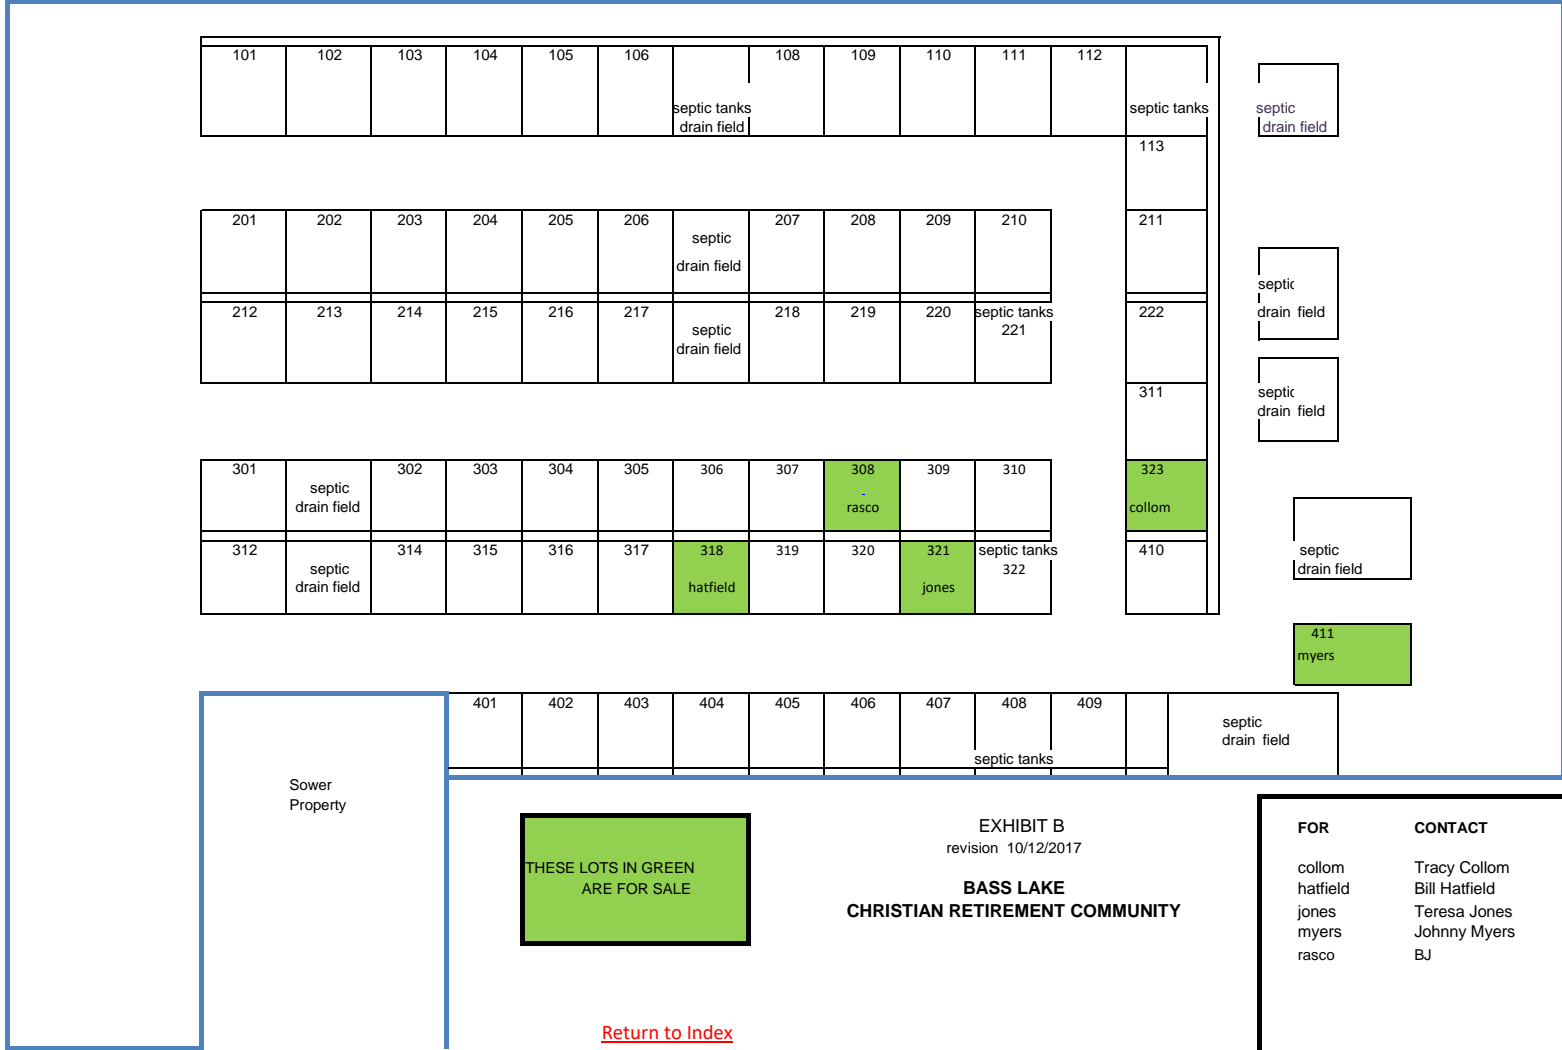 101 102 103 104 105 106 108 109 110 111 112
septic tanks septic tanks septic
drain field drain field
113
201 202 203 204 205 206 207 208 209 210 211
septic
drain field
septic
212 213 214 215 216 217 218 219 220 septic tanks 222
drain field
septic 221
drain field
311 septic
drain field
301 302 303 304 305 306 307 308 309 310 323
septic -
drain field rasco collom
312 314 315 316 317 318 319 320 321 septic tanks 410 septic
septic 322 drain field
drain field hatfield jones
411
myers
401 402 403 404 405 406 407 408 409
septic
drain field
septic tanks
Sower
Property
THESE LOTS IN GREEN
ARE FOR SALE
EXHIBIT B
revision 10/12/2017
BASS LAKE
CHRISTIAN RETIREMENT COMMUNITY
FOR CONTACT
collom Tracy Collom
hatfield Bill Hatfield
jones Teresa Jones
myers Johnny Myers
rasco BJ
Return to Index